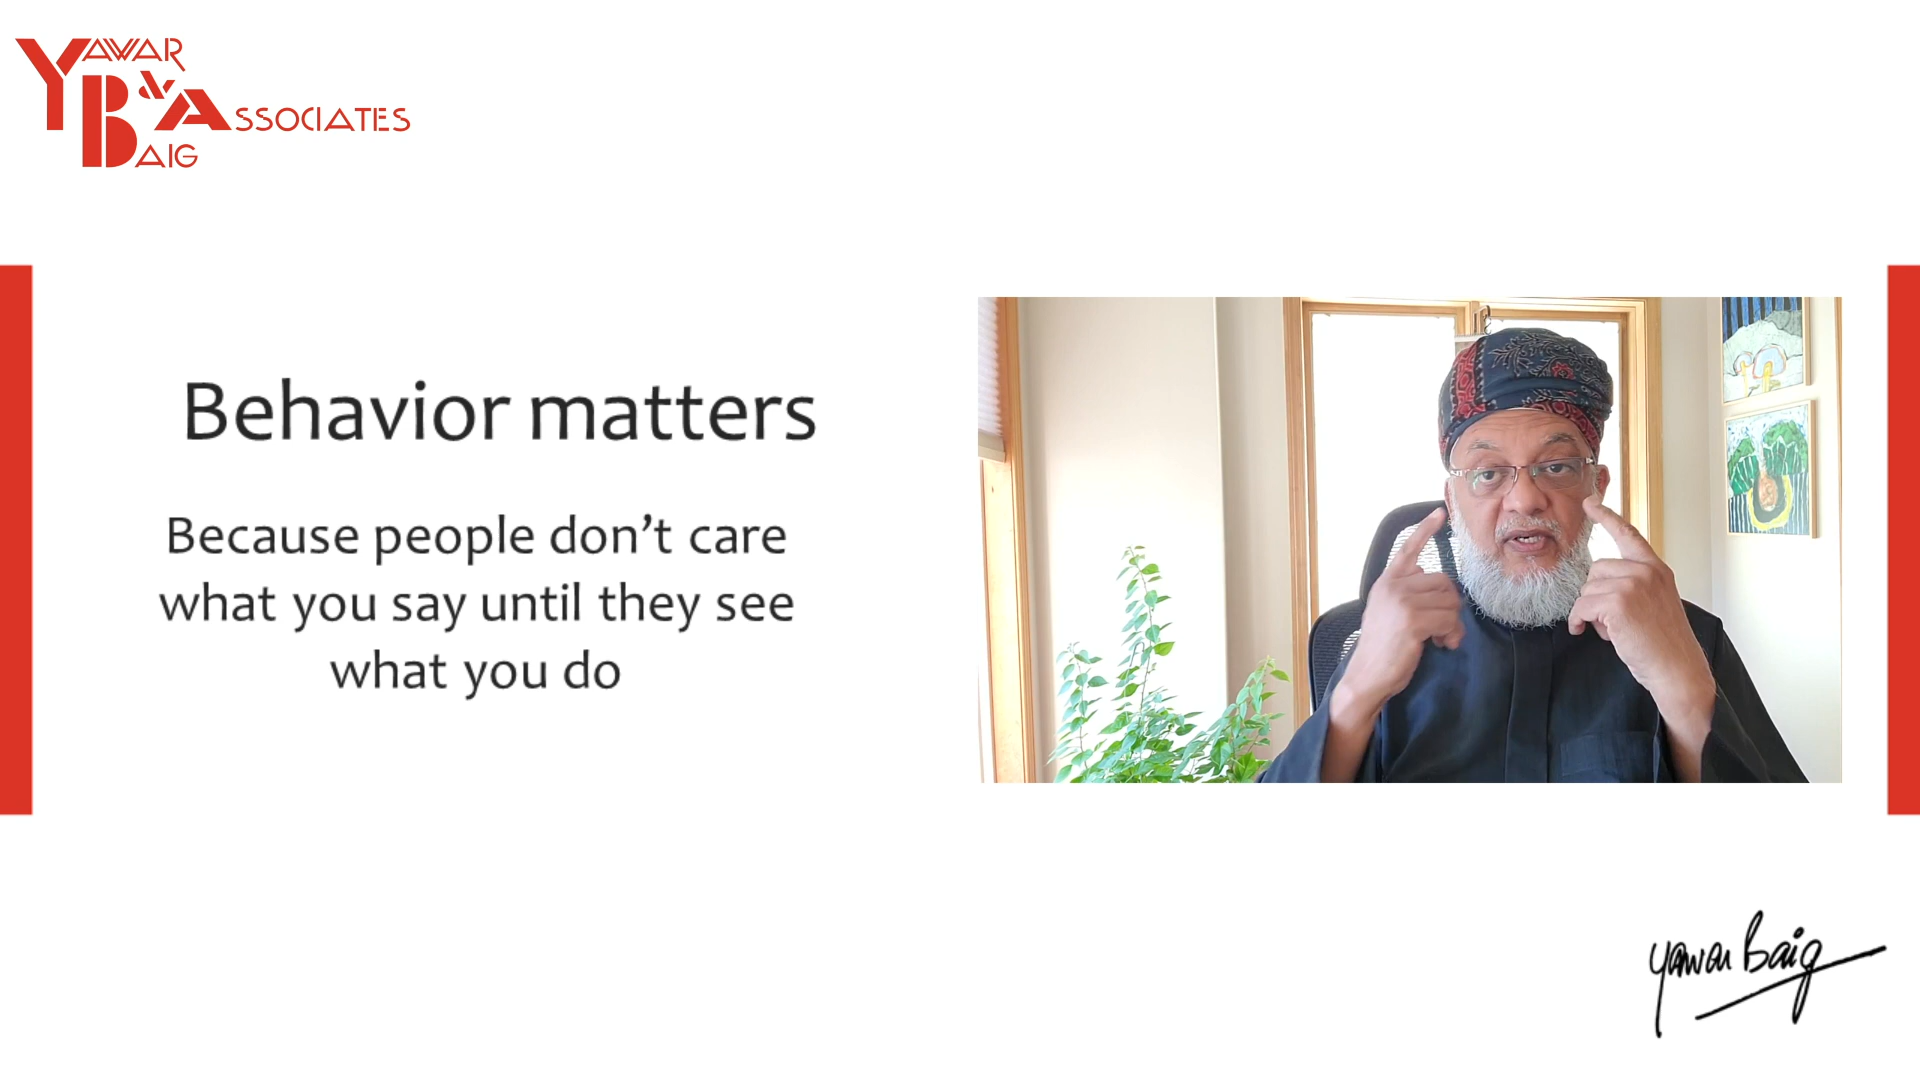 YAWAR
BAIG
& ASSOCIATES
Behavior matters
Because people don’t care
what you say until they see
what you do
yawar baig